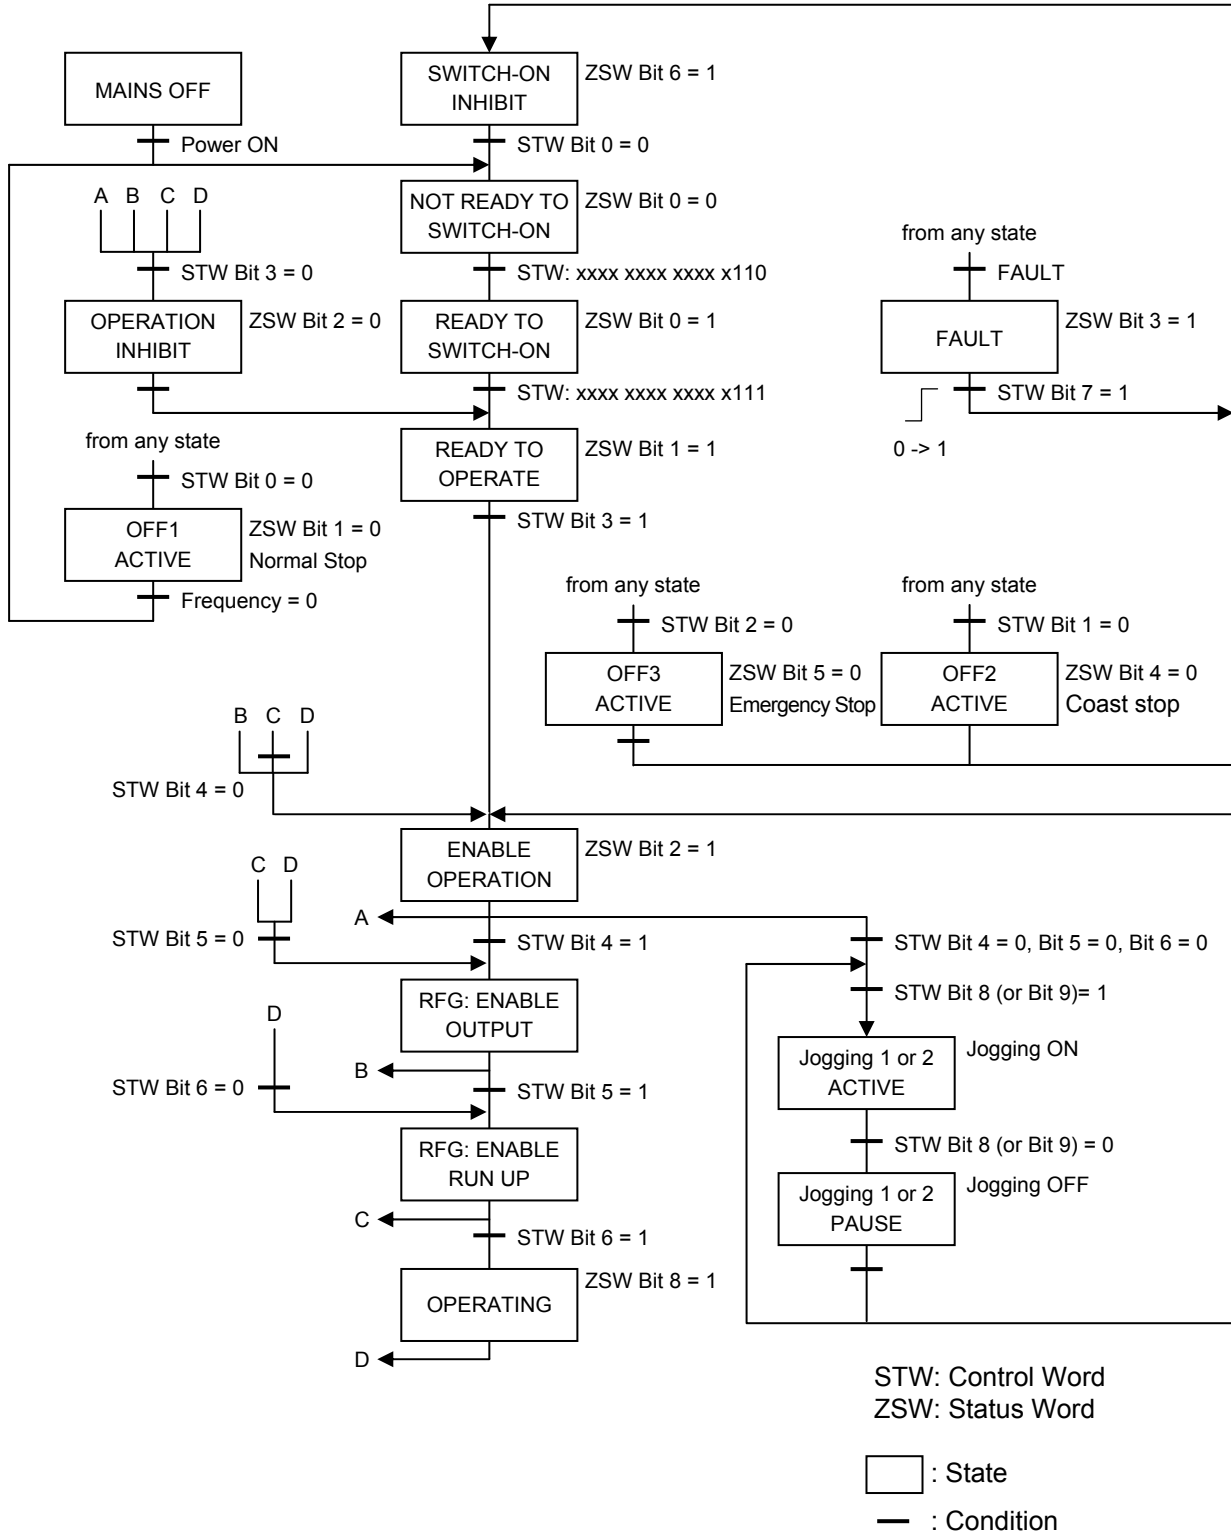 MAINS OFF
Power ON
SWITCH-ON
INHIBIT
ZSW Bit 6 = 1
STW Bit 0 = 0
A B C D
STW Bit 3 = 0
NOT READY TO
SWITCH-ON
ZSW Bit 0 = 0
STW: xxxx xxxx xxxx x110
from any state
FAULT
OPERATION
INHIBIT
ZSW Bit 2 = 0
READY TO
SWITCH-ON
ZSW Bit 0 = 1
STW: xxxx xxxx xxxx x111
FAULT
ZSW Bit 3 = 1
STW Bit 7 = 1
0 -> 1
from any state
STW Bit 0 = 0
READY TO
OPERATE
ZSW Bit 1 = 1
STW Bit 3 = 1
OFF1
ACTIVE
ZSW Bit 1 = 0
Normal Stop
Frequency = 0
from any state
STW Bit 2 = 0
OFF3
ACTIVE
ZSW Bit 5 = 0
Emergency Stop
from any state
STW Bit 1 = 0
OFF2
ACTIVE
ZSW Bit 4 = 0
Coast stop
B C D
STW Bit 4 = 0
ENABLE
OPERATION
ZSW Bit 2 = 1
C D
A
STW Bit 5 = 0
STW Bit 4 = 1
STW Bit 4 = 0, Bit 5 = 0, Bit 6 = 0
STW Bit 8 (or Bit 9)= 1
RFG: ENABLE
OUTPUT
D
B
STW Bit 6 = 0
STW Bit 5 = 1
Jogging 1 or 2
ACTIVE
Jogging ON
STW Bit 8 (or Bit 9) = 0
RFG: ENABLE
RUN UP
C
STW Bit 6 = 1
Jogging 1 or 2
PAUSE
Jogging OFF
OPERATING
ZSW Bit 8 = 1
D
STW: Control Word
ZSW: Status Word
: State
: Condition